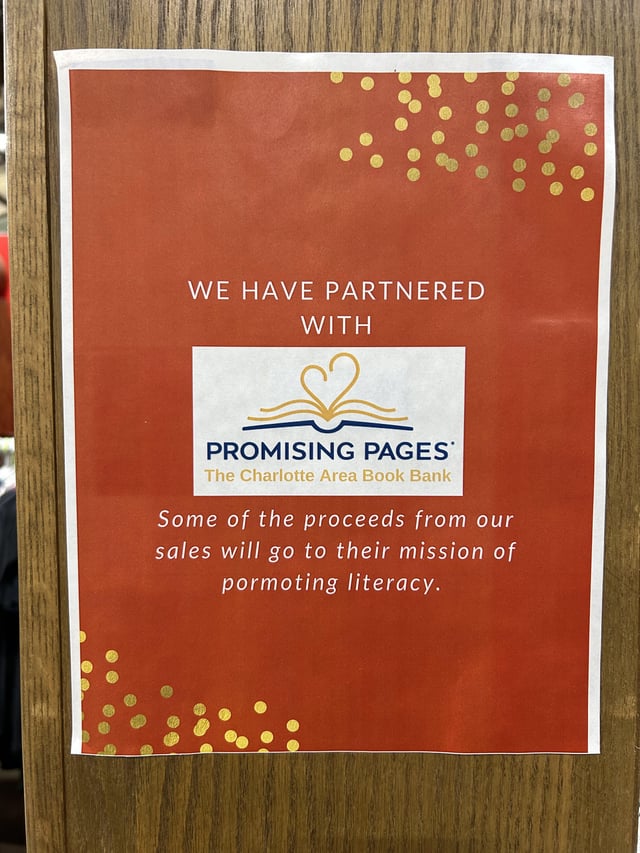 WE HAVE PARTNERED
WITH
PROMISING PAGES
The Charlotte Area Book Bank
Some of the proceeds from our
sales will go to their mission of
pormoting literacy.